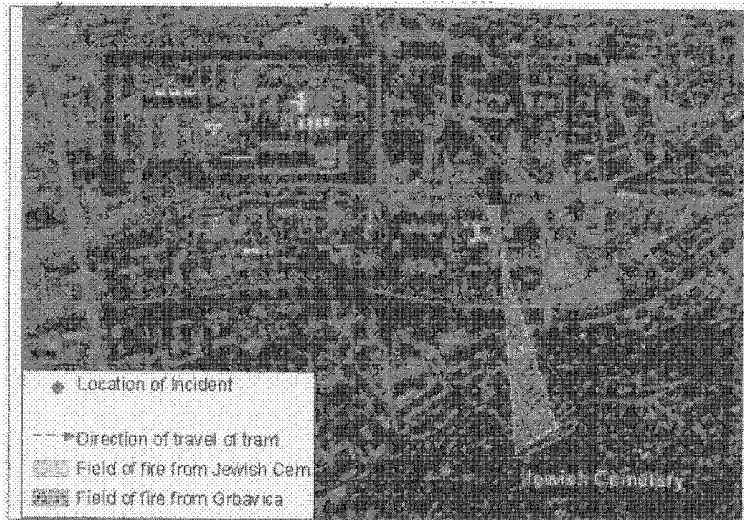 Jewish Cemetery
Location of Incident
Direction of travel of tram
Field of fire from Jewish Cem.
Field of fire from Grbavica